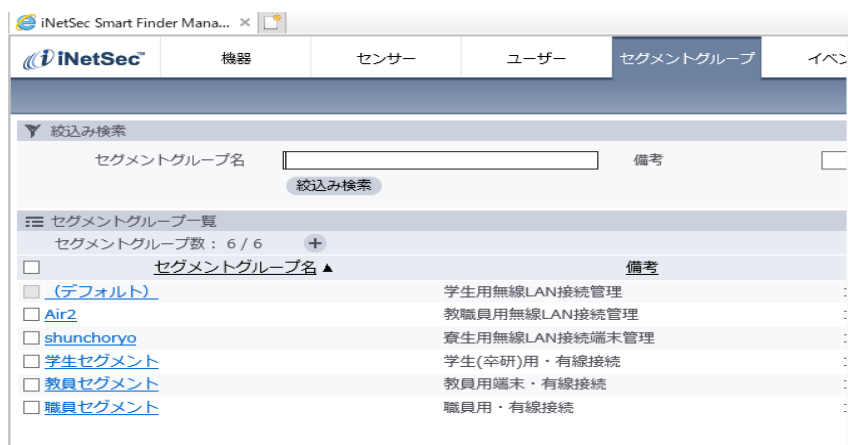 iNetSec Smart Finder Mana...
iNetSec 機器 センサー ユーザー セグメントグループ イベン
絞込み検索
セグメントグループ名 備考
絞込み検索
セグメントグループ一覧
セグメントグループ数：6 / 6
セグメントグループ名▲ 備考
（デフォルト） 学生用無線LAN接続管理
Air2 教職員用無線LAN接続管理
shunchoryo 寮生用無線LAN接続端末管理
学生セグメント 学生(卒研)用・有線接続
教員セグメント 教員用端末・有線接続
職員セグメント 職員用・有線接続